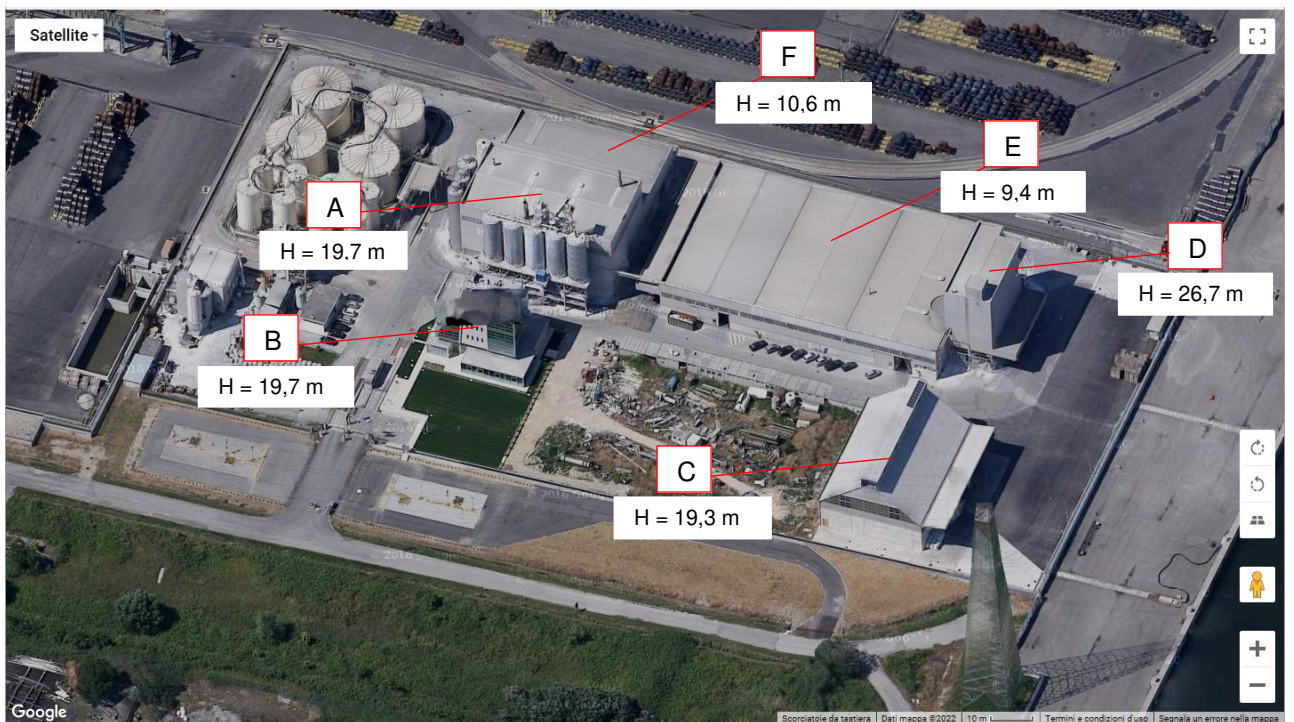 Satellite
F
H = 10,6 m
E
H = 9,4 m
A
H = 19,7 m
D
H = 26,7 m
B
H = 19,7 m
C
H = 19,3 m
Google
Scorciatoie da tastiera Dati mappa ©2022 10 m Termini e condizioni d'uso Segnala un errore nella mappa